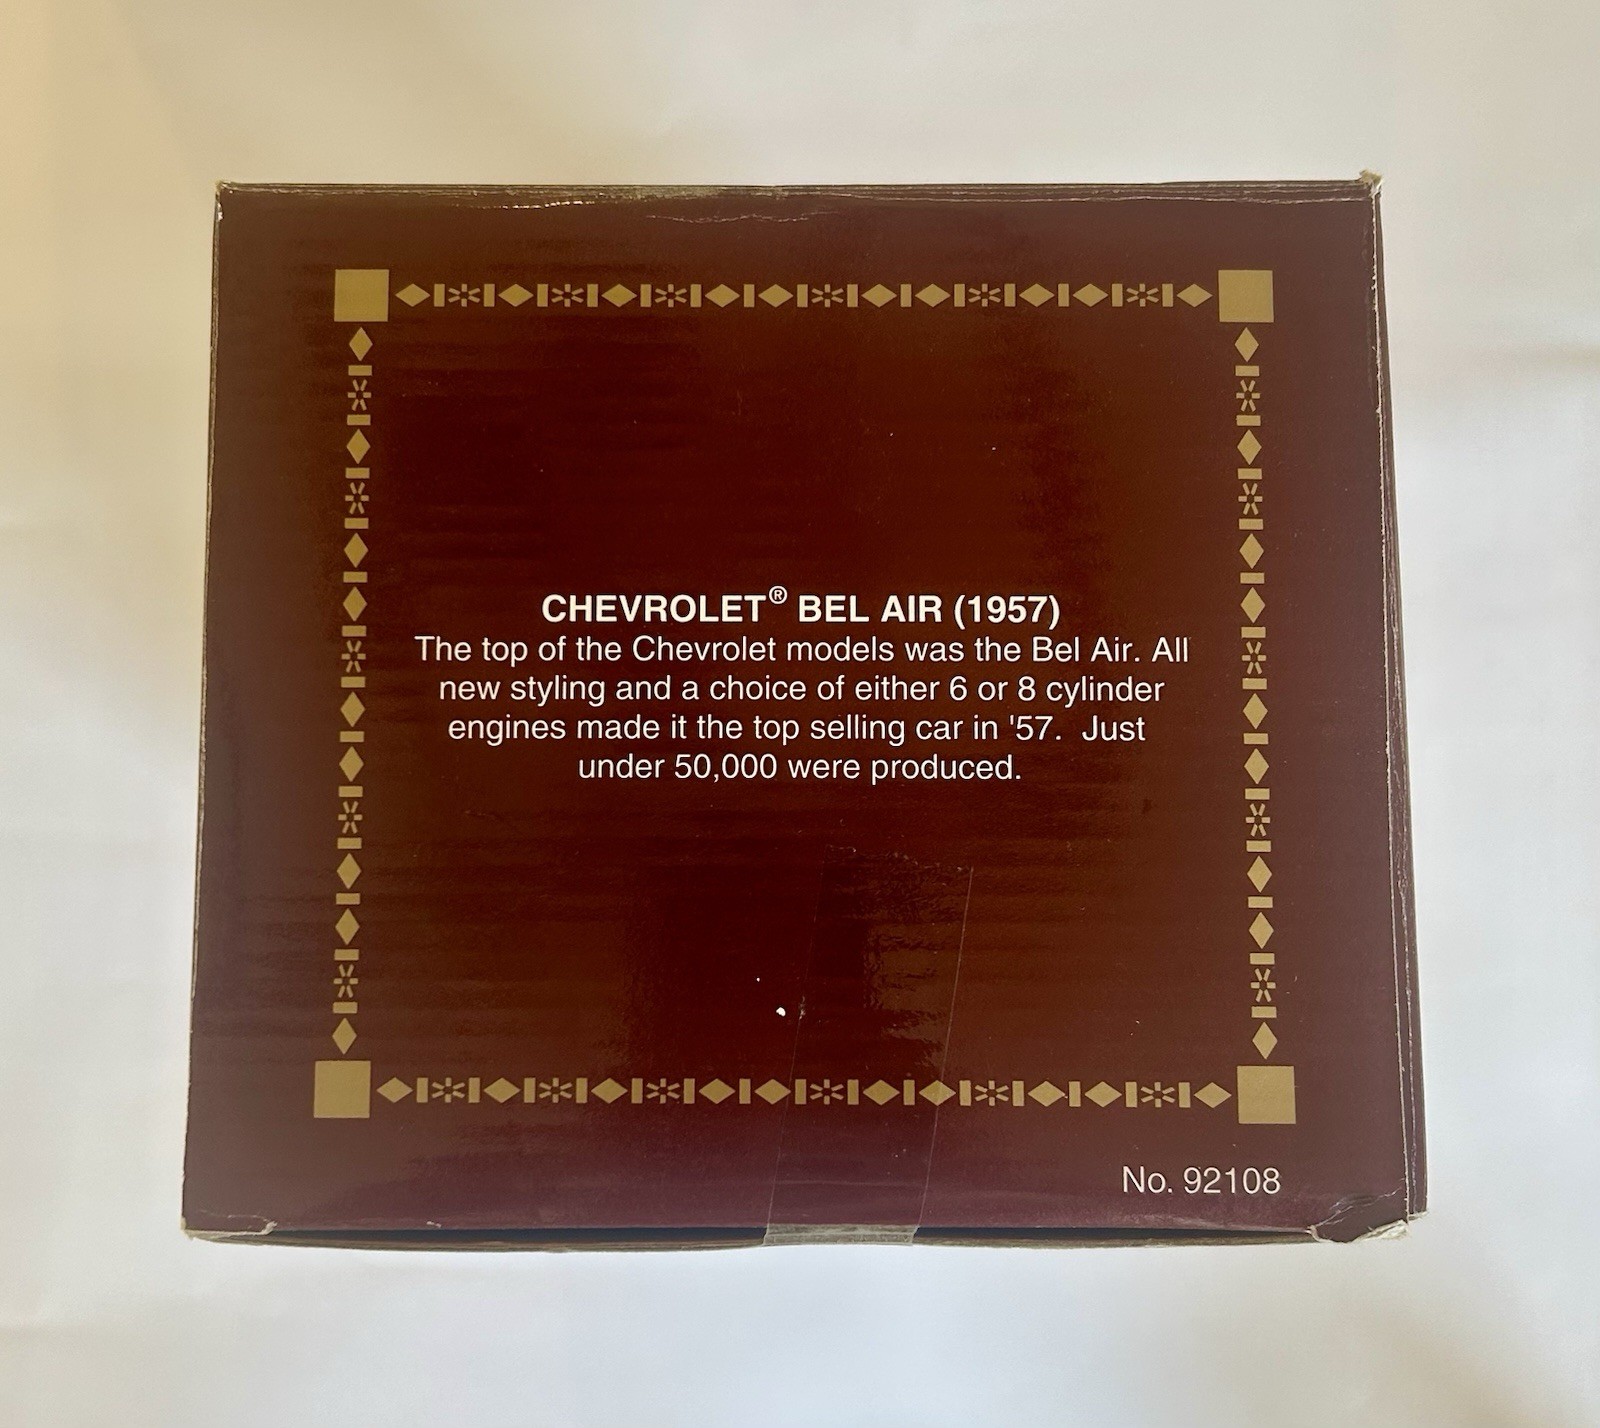 CHEVROLET® BEL AIR (1957)
The top of the Chevrolet models was the Bel Air. All
new styling and a choice of either 6 or 8 cylinder
engines made it the top selling car in '57.  Just
under 50,000 were produced.
No. 92108